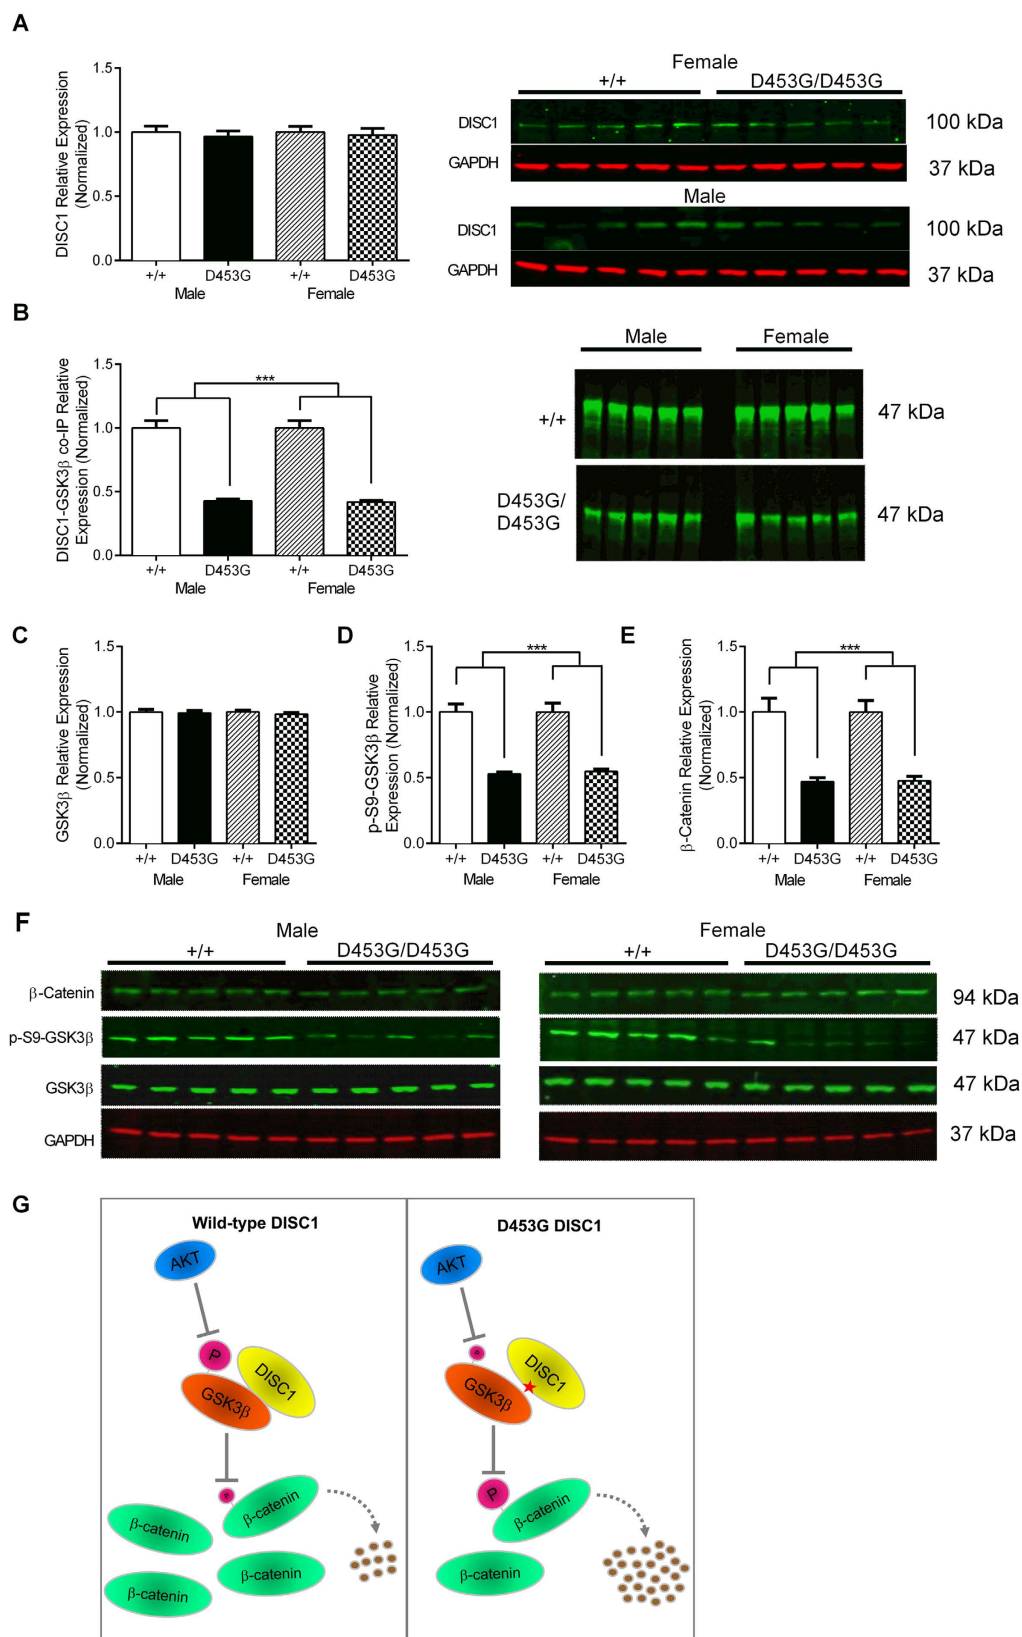 A
DISC1 Relative Expression
(Normalized)
1.5
1.0
0.5
0.0
+/+ D453G +/+ D453G
Male Female
Female
+/+ D453G/D453G
DISC1 100 kDa
GAPDH 37 kDa
Male
DISC1 100 kDa
GAPDH 37 kDa
B
DISC1-GSK3β co-IP Relative
Expression (Normalized)
1.5
1.0
0.5
0.0
***
+/+ D453G +/+ D453G
Male Female
Male Female
+/+ 47 kDa
D453G/
D453G
47 kDa
C
GSK3β Relative Expression
(Normalized)
1.5
1.0
0.5
0.0
+/+ D453G +/+ D453G
Male Female
D
p-S9-GSK3β Relative
Expression (Normalized)
1.5
1.0
0.5
0.0
***
+/+ D453G +/+ D453G
Male Female
E
β-Catenin Relative Expression
(Normalized)
1.5
1.0
0.5
0.0
***
+/+ D453G +/+ D453G
Male Female
F
Male Female
+/+ D453G/D453G +/+ D453G/D453G
β-Catenin 94 kDa
p-S9-GSK3β 47 kDa
GSK3β 47 kDa
GAPDH 37 kDa
G
Wild-type DISC1
AKT
P
DISC1
GSK3β
P
β-catenin
β-catenin
β-catenin
β-catenin
D453G DISC1
AKT
P
DISC1
GSK3β
P
β-catenin
β-catenin